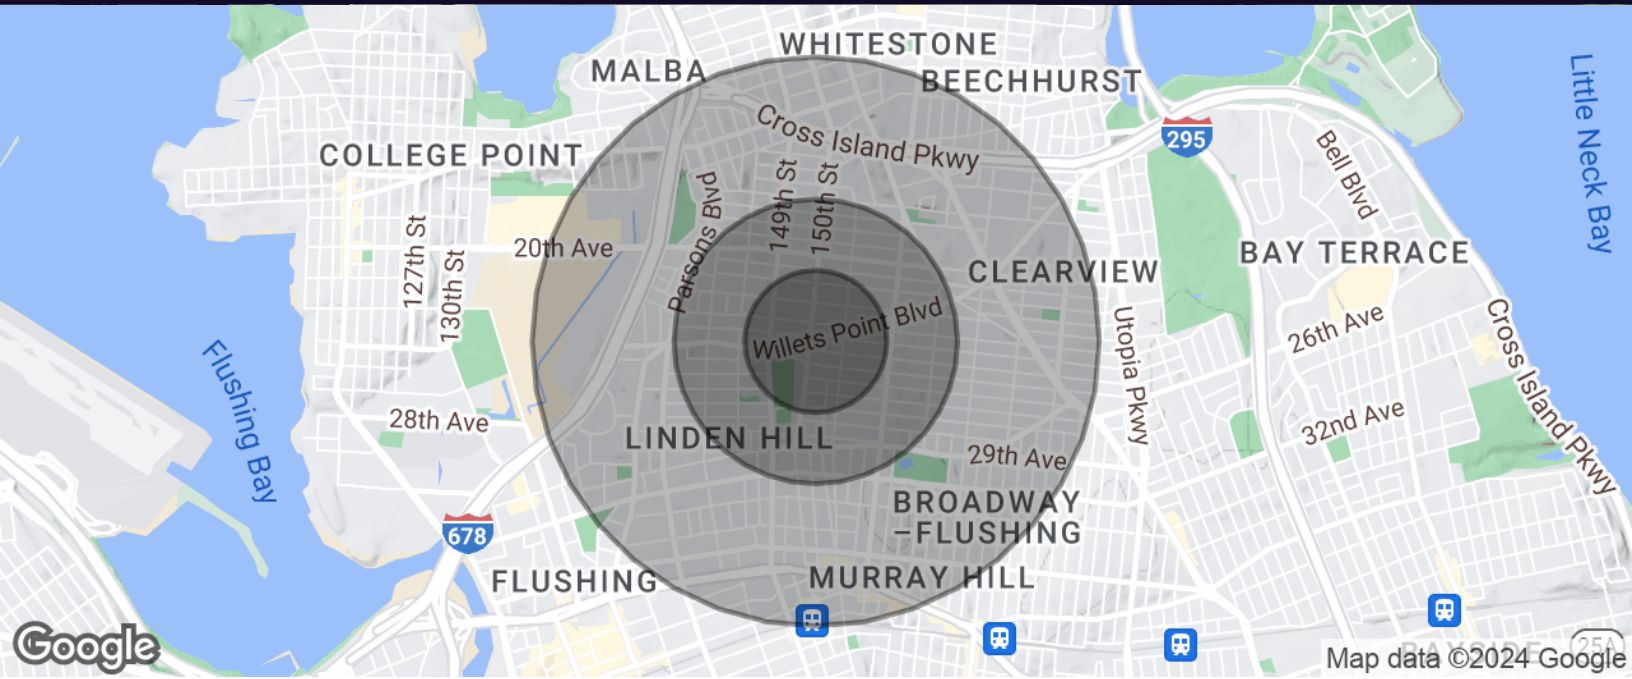 WHITESTONE
MALBA
BEECHHURST
Little Neck Bay
Cross Island Pkwy
295
COLLEGE POINT
Bell Blvd
149th St
150th St
Parsons Blvd
127th St
130th St
20th Ave
CLEARVIEW
BAY TERRACE
Willets Point Blvd
Utopia Pkwy
26th Ave
Cross Island Pkwy
Flushing Bay
28th Ave
LINDEN HILL
29th Ave
32nd Ave
BROADWAY
–FLUSHING
678
FLUSHING
MURRAY HILL
Google
BAYSIDE
25A
Map data ©2024 Google